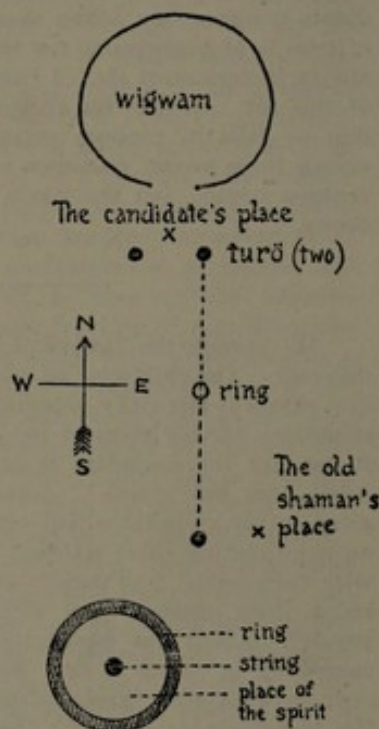 wigwam
The candidate's place
x
turö (two)
N
W E
S
ring
The old
shaman's
x place
ring
string
place of
the spirit